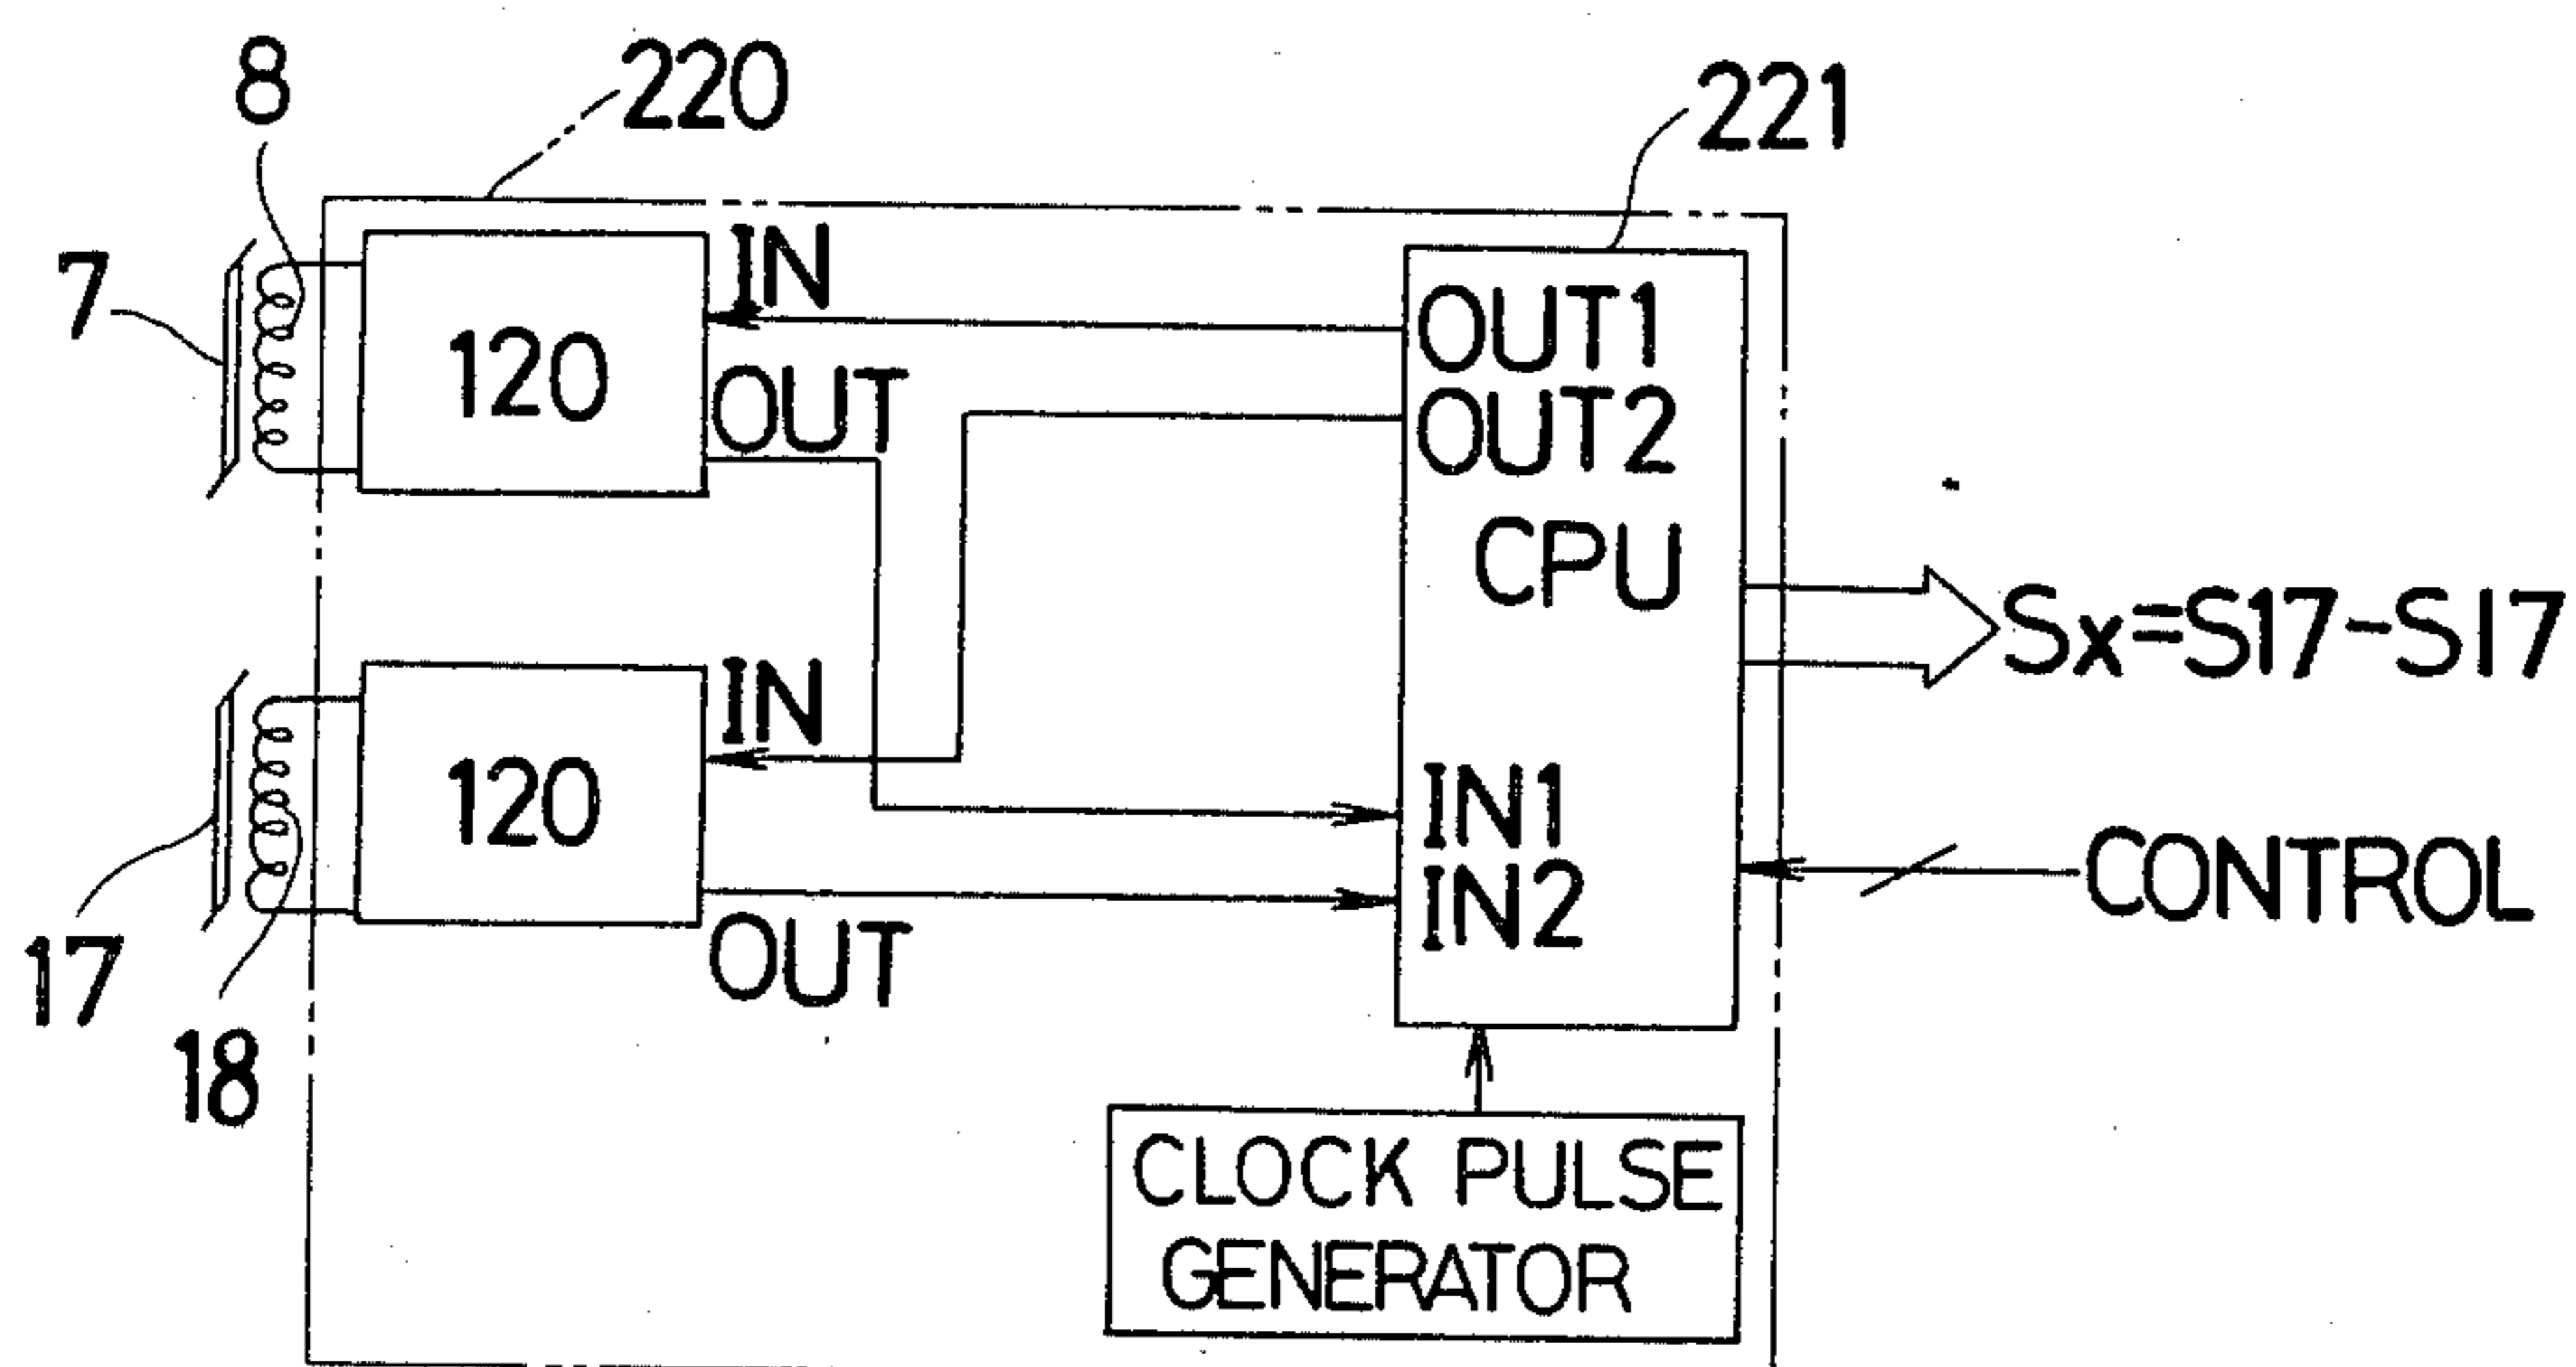 8
220
221
7
120
IN
OUT
OUT1
OUT2
CPU
Sx=S17-S17
17
18
120
IN
OUT
IN1
IN2
CONTROL
CLOCK PULSE
GENERATOR